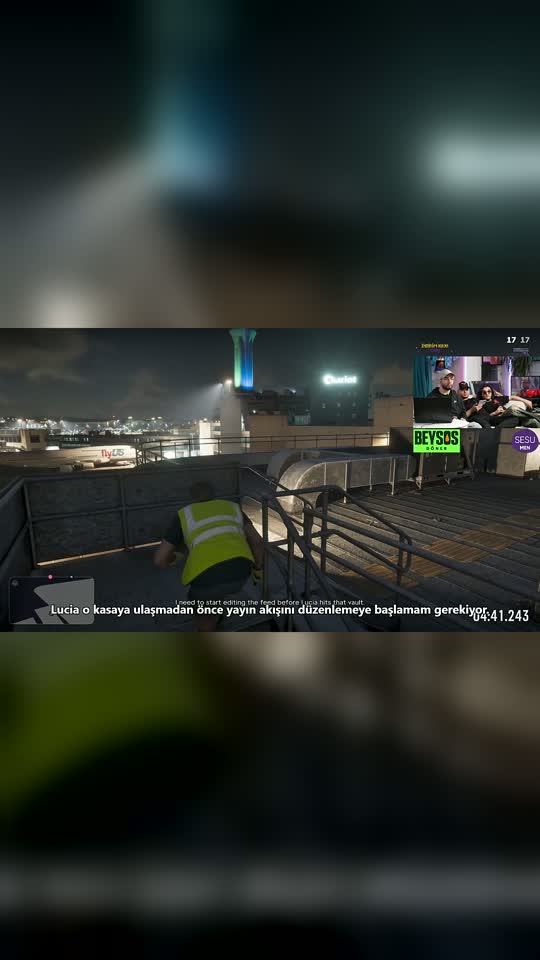 17 17
Chariot
flyUS
BEYSOS
DÖNER
SESU
MEN
I need to start editing the feed before Lucia hits that vault.
Lucia o kasaya ulaşmadan önce yayın akışını düzenlemeye başlamam gerekiyor.
04:41.243